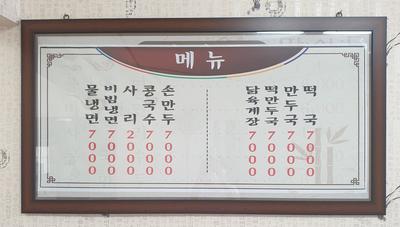 메뉴
물냉면 7000
비빔냉면 7000
사리 2000
콩국수 7000
손만두 7000
닭육계장 7000
떡만두국 7000
만두국 7000
떡국 7000